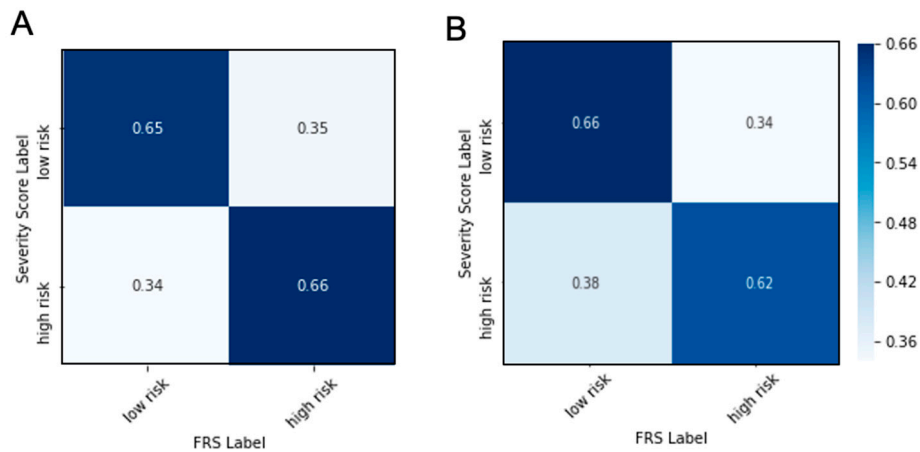 A
Severity Score Label
low risk
high risk
0.65
0.35
0.34
0.66
low risk
high risk
FRS Label
B
Severity Score Label
low risk
high risk
0.66
0.34
0.38
0.62
low risk
high risk
FRS Label
0.66
0.60
0.54
0.48
0.42
0.36